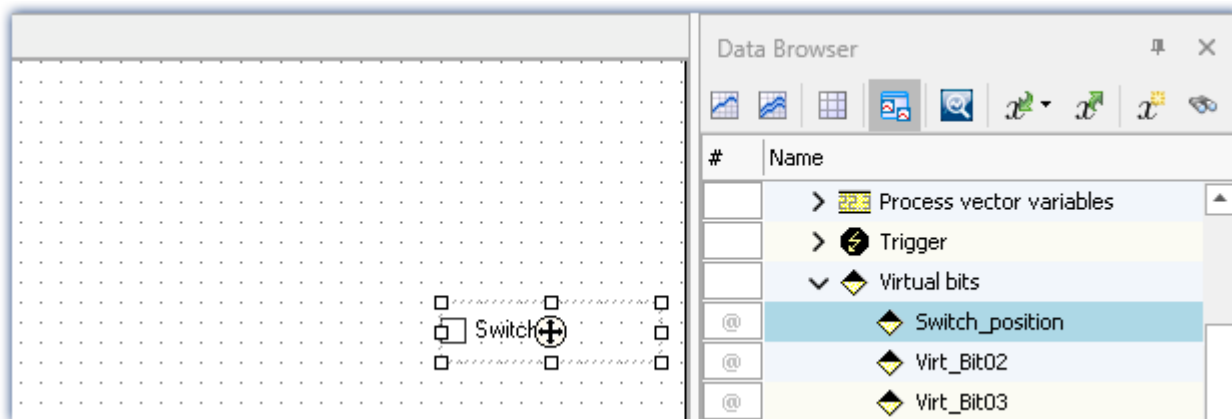 Data Browser
# Name
22.3 Process vector variables
Trigger
Virtual bits
Switch
@ Switch_position
@ Virt_Bit02
@ Virt_Bit03